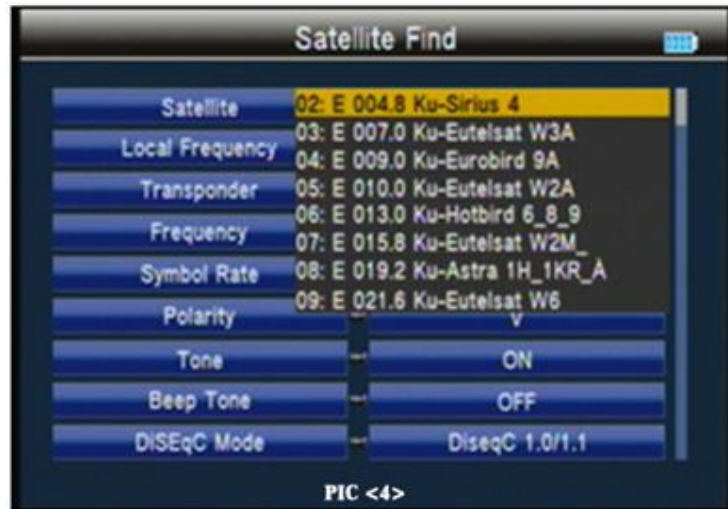 Satellite Find
Satellite
02: E 004.8 Ku-Sirius 4
03: E 007.0 Ku-Eutelsat W3A
Local Frequency
04: E 009.0 Ku-Eurobird 9A
Transponder
05: E 010.0 Ku-Eutelsat W2A
06: E 013.0 Ku-Hotbird 6_8_9
Frequency
07: E 015.8 Ku-Eutelsat W2M_
Symbol Rate
08: E 019.2 Ku-Astra 1H_1KR_A
09: E 021.6 Ku-Eutelsat W6
Polarity V
Tone ON
Beep Tone OFF
DiSEqC Mode DiseqC 1.0/1.1
PIC <4>